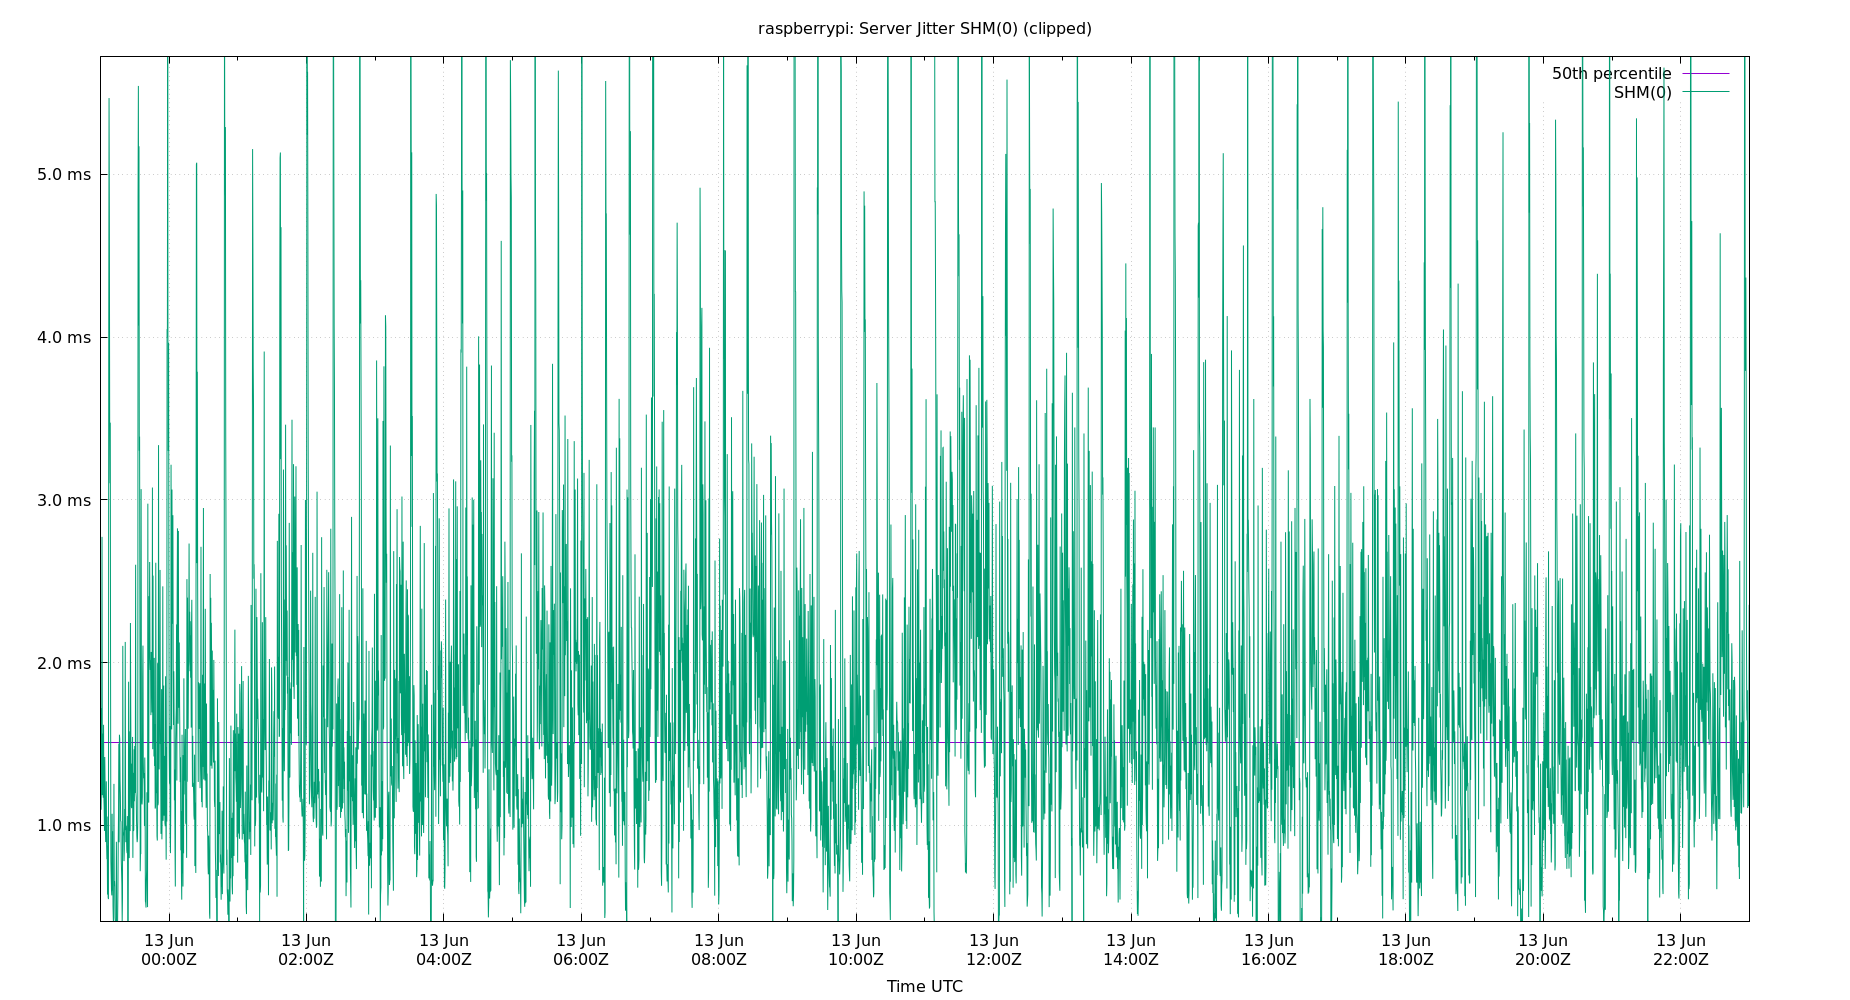 raspberrypi: Server Jitter SHM(0) (clipped)
50th percentile
SHM(0)
5.0 ms
4.0 ms
3.0 ms
2.0 ms
1.0 ms
13 Jun 13 Jun 13 Jun 13 Jun 13 Jun 13 Jun 13 Jun 13 Jun 13 Jun 13 Jun 13 Jun 13 Jun
00:00Z 02:00Z 04:00Z 06:00Z 08:00Z 10:00Z 12:00Z 14:00Z 16:00Z 18:00Z 20:00Z 22:00Z
Time UTC